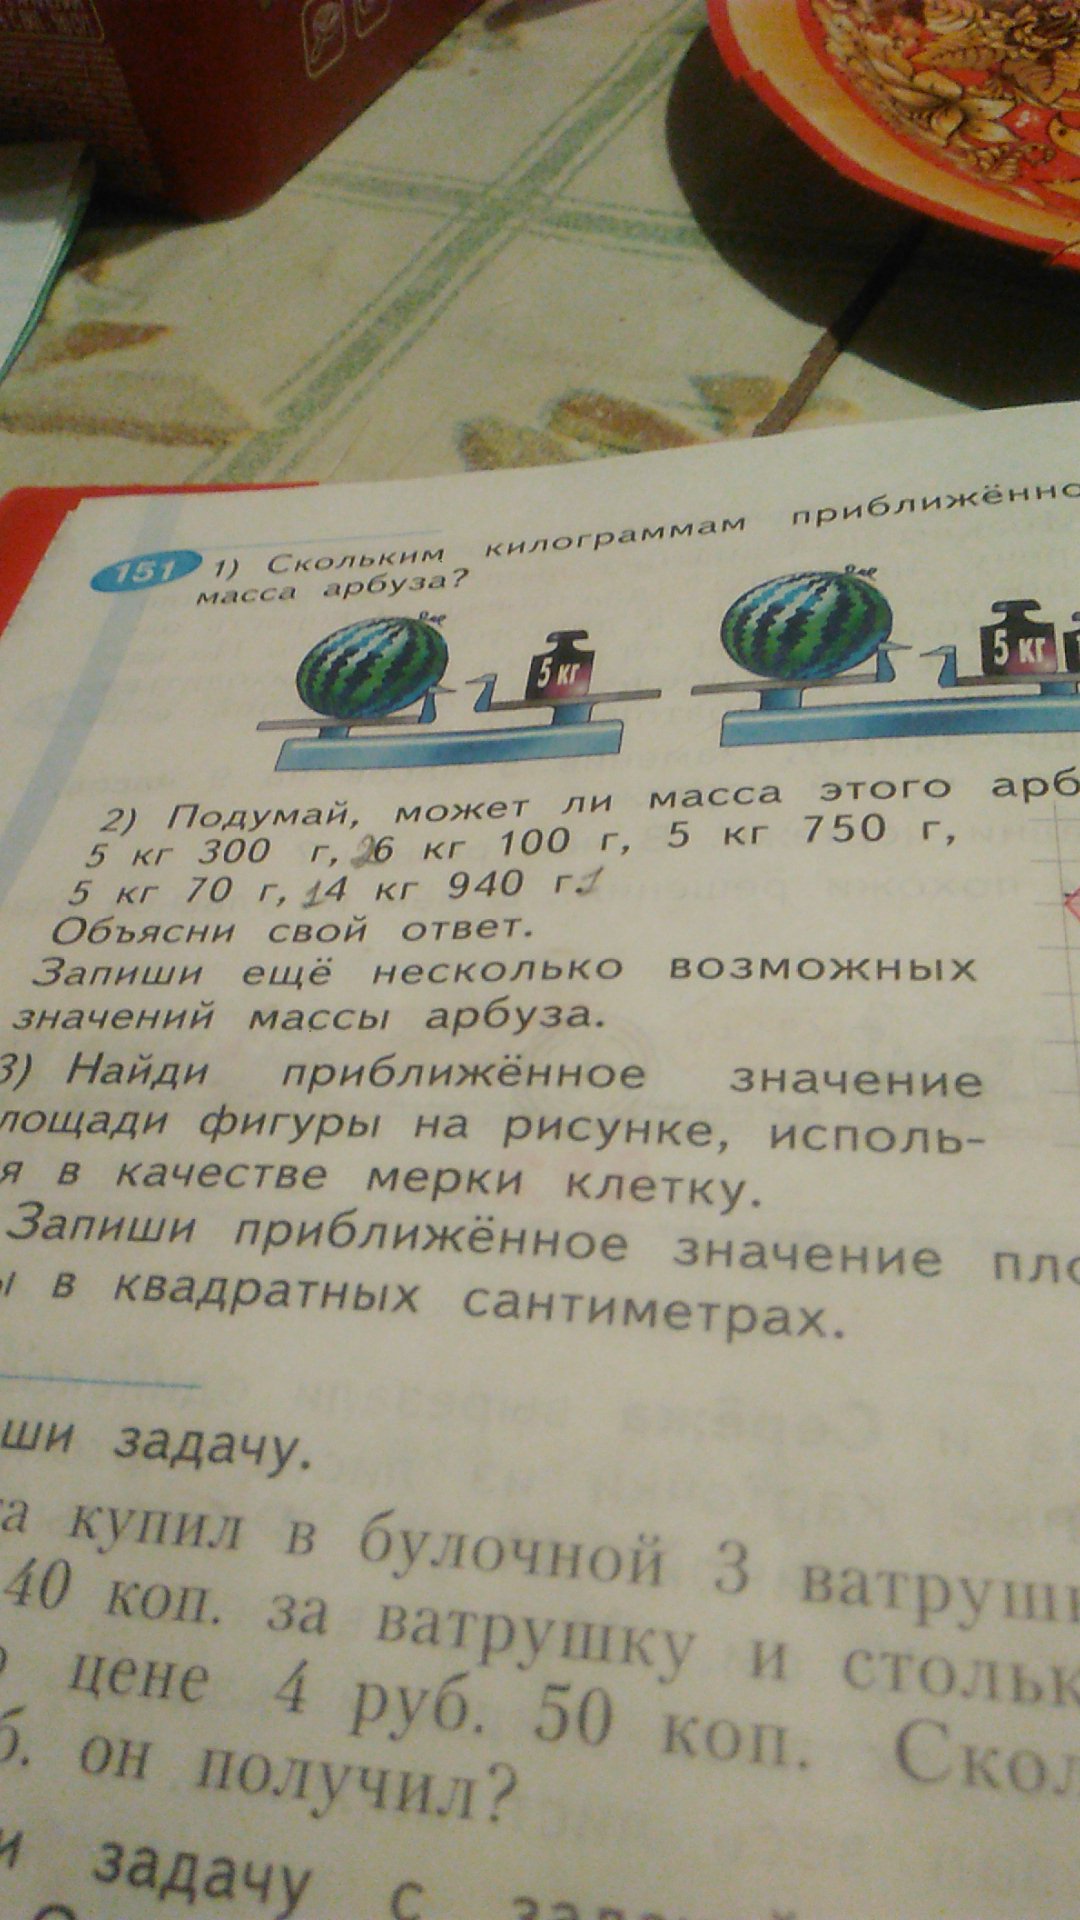 151 1) Скольким килограммам приближённо
масса арбуза?
5 кг
5 кг
2) Подумай, может ли масса этого арб
5 кг 300 г, 6 кг 100 г, 5 кг 750 г,
5 кг 70 г, 4 кг 940 г.
Объясни свой ответ.
Запиши ещё несколько возможных
значений массы арбуза.
3) Найди приближённое значение
лощади фигуры на рисунке, исполь-
я в качестве мерки клетку.
Запиши приближённое значение пло
ы в квадратных сантиметрах.
ши задачу.
та купил в булочной 3 ватрушк
40 коп. за ватрушку и стольк
о цене 4 руб. 50 коп. Скол
б. он получил?
и задачу с